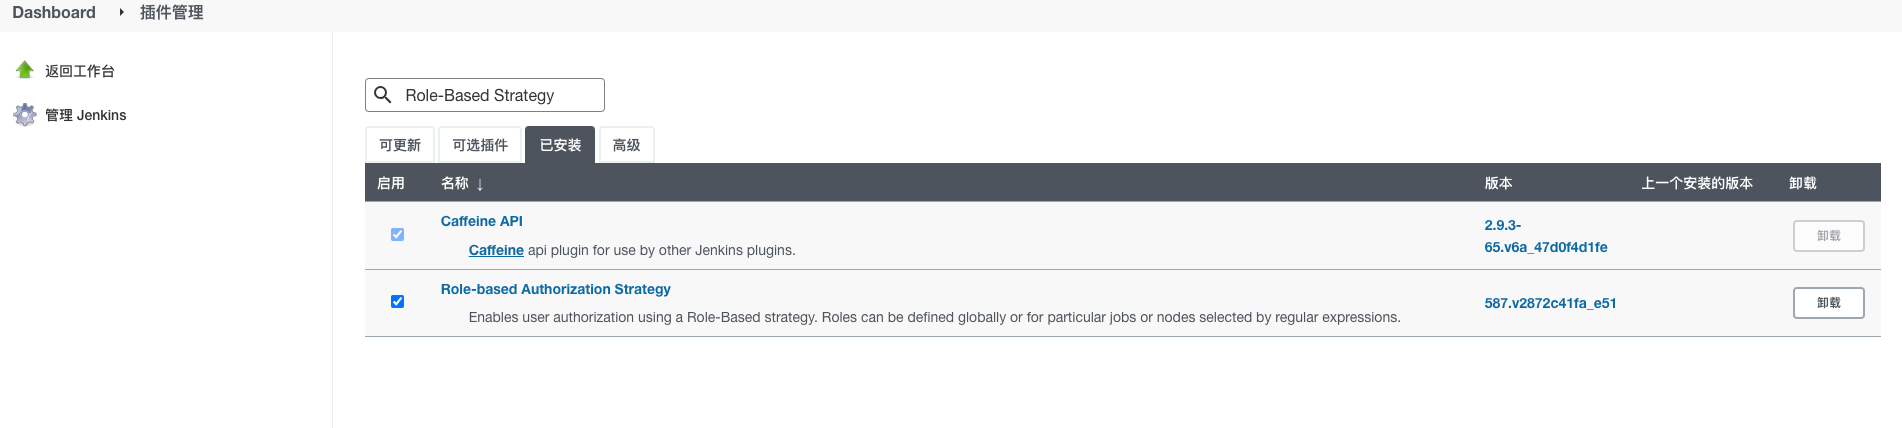 Dashboard 插件管理
返回工作台
管理 Jenkins
Role-Based Strategy
可更新 可选插件 已安装 高级
启用 名称 ↓ 版本 上一个安装的版本 卸载
Caffeine API
Caffeine api plugin for use by other Jenkins plugins.
2.9.3-
65.v6a_47d0f4d1fe
卸载
Role-based Authorization Strategy
Enables user authorization using a Role-Based strategy. Roles can be defined globally or for particular jobs or nodes selected by regular expressions.
587.v2872c41fa_e51
卸载